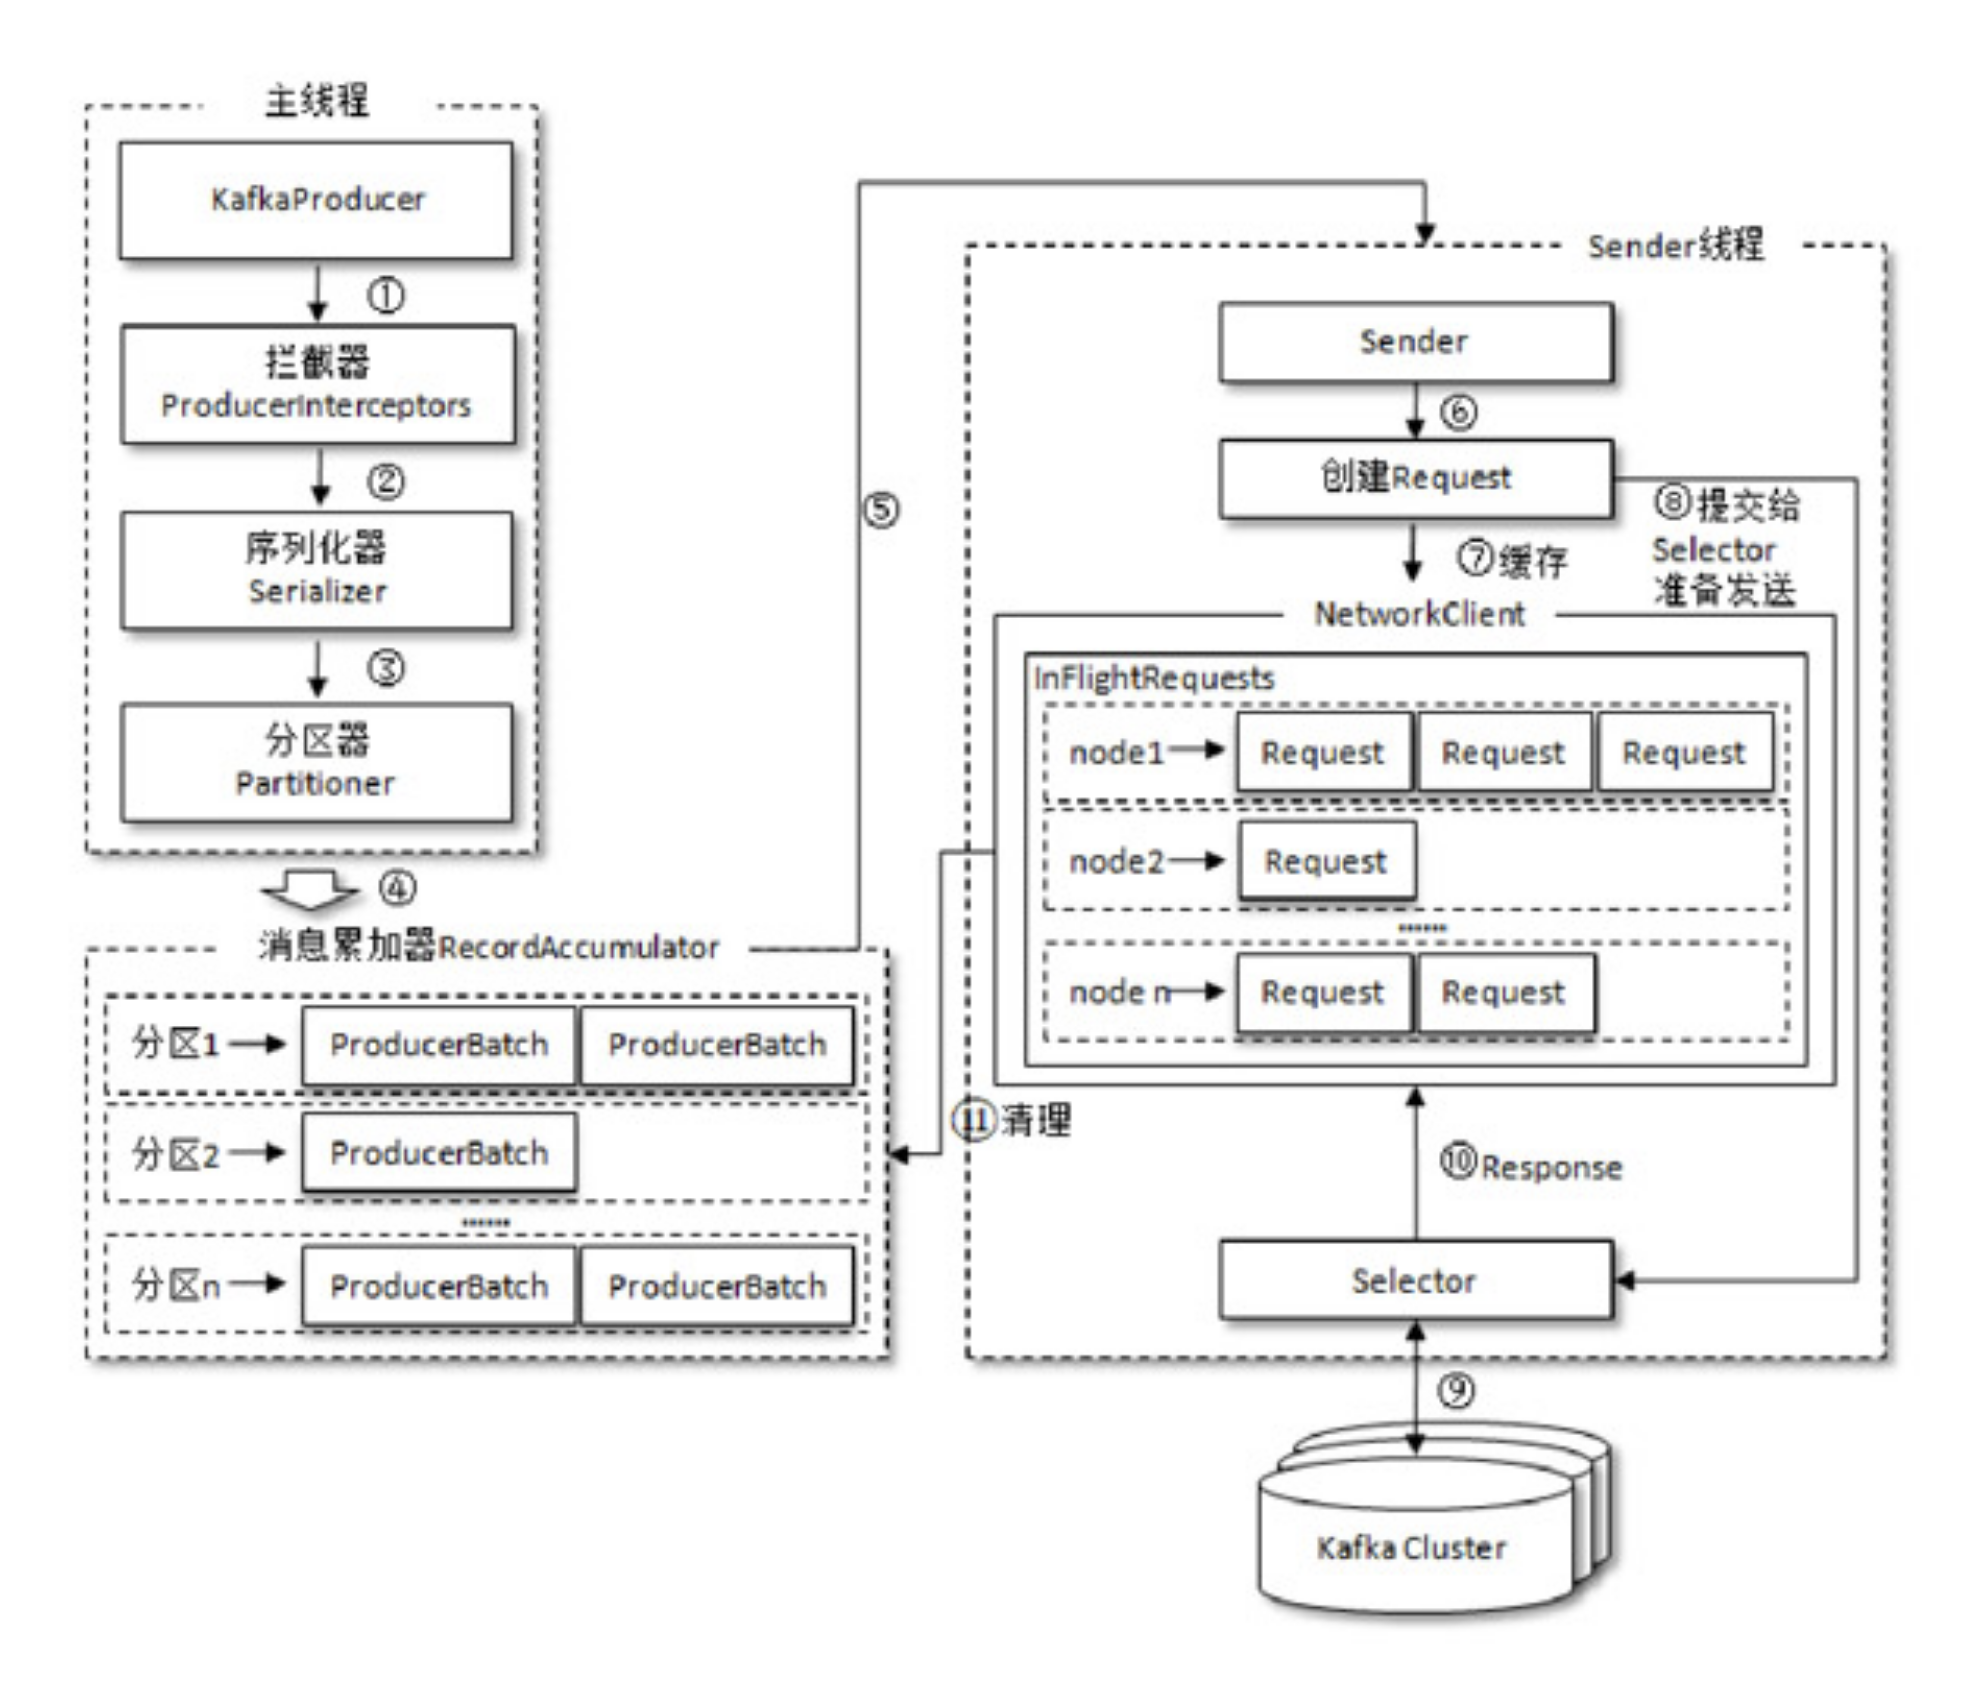 主线程
KafkaProducer
①
拦截器
ProducerInterceptors
②
序列化器
Serializer
③
分区器
Partitioner
④
消息累加器RecordAccumulator
分区1
ProducerBatch
ProducerBatch
分区2
ProducerBatch
······
分区n
ProducerBatch
ProducerBatch
⑤
Sender线程
Sender
⑥
创建Request
⑦缓存
⑧提交给
Selector
准备发送
NetworkClient
InFlightRequests
node1
Request
Request
Request
node2
Request
······
node n
Request
Request
⑪清理
⑩Response
Selector
⑨
Kafka Cluster